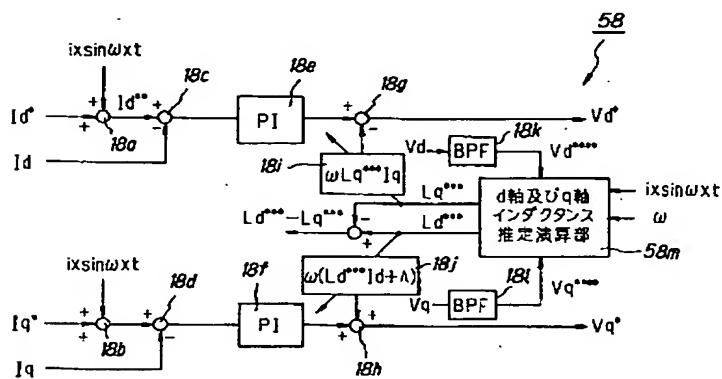 58
ixsinωxt
18c
18e
18g
Id*
Id**
PI
Vd*
18a
Id
18i
ωLq***Iq
Vd
BPF
18k
Vd****
Lq***
Ld***-Lq***
Ld***
d軸及びq軸
インダクタンス
推定演算部
ixsinωxt
ω
58m
ixsinωxt
18d
18f
ω(Ld***Id+Λ)
18j
Vq
BPF
18l
Vq****
Iq*
PI
Vq*
18b
18h
Iq